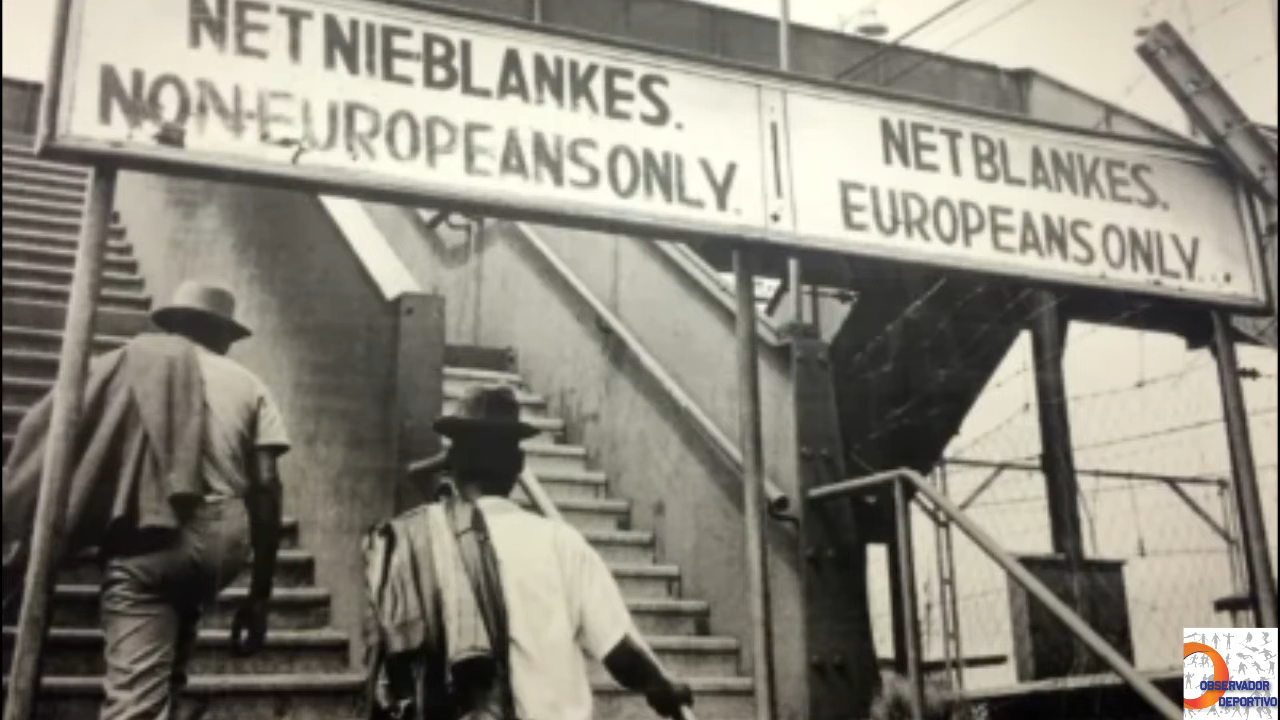 NET NIE-BLANKES.
NON-EUROPEANS ONLY.
NET BLANKES.
EUROPEANS ONLY.
OBSERVADOR
DEPORTIVO